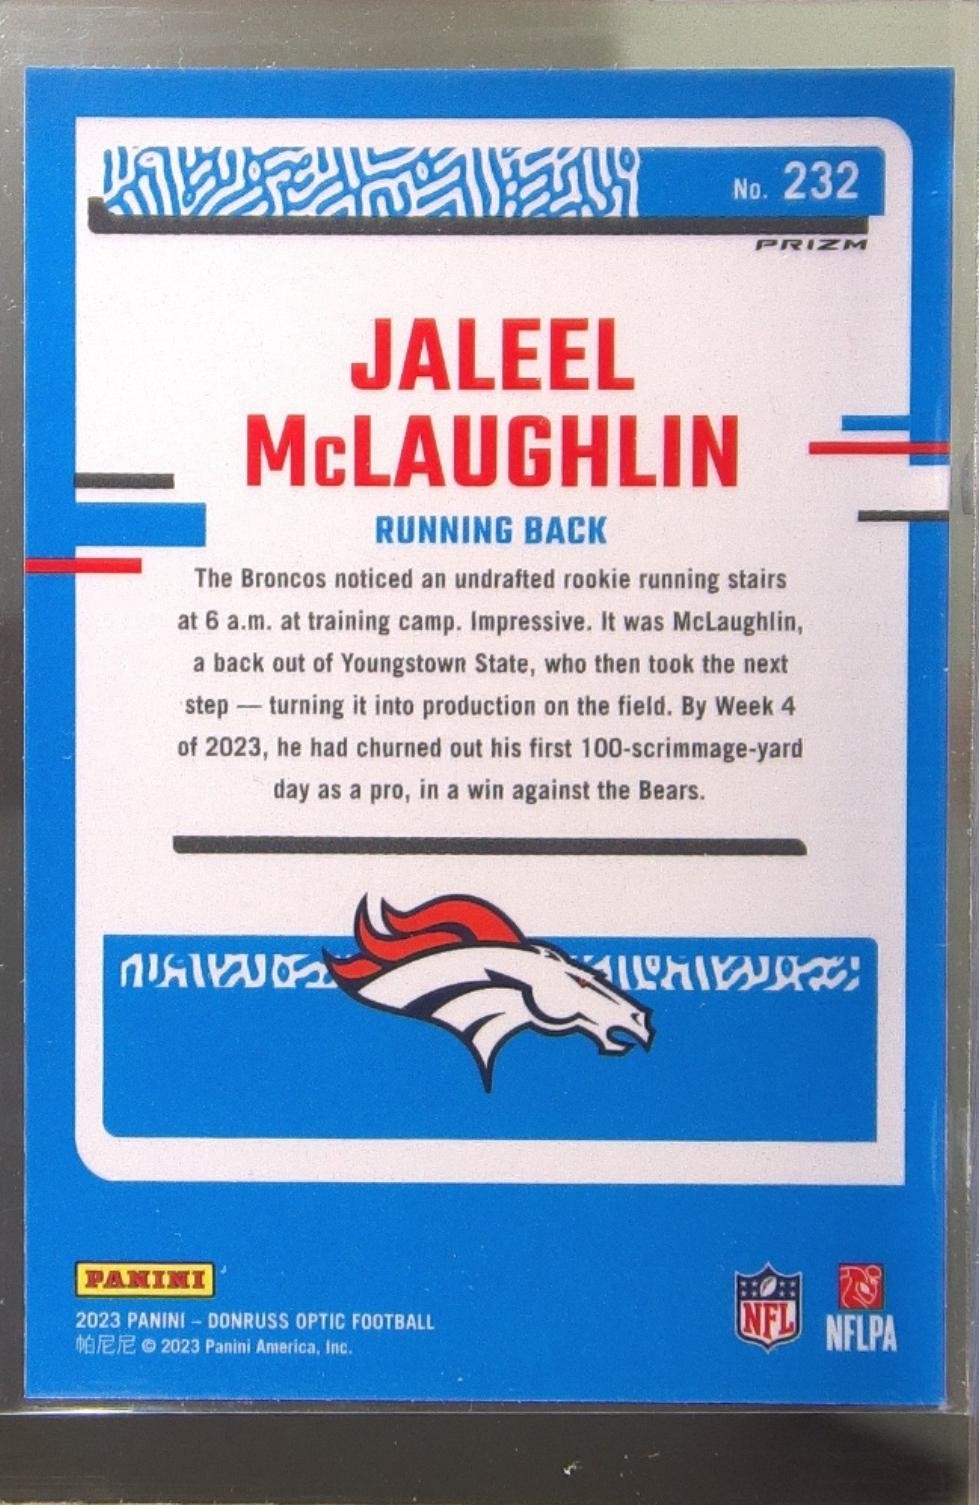 No. 232
PRIZM
JALEEL
McLAUGHLIN
RUNNING BACK
The Broncos noticed an undrafted rookie running stairs
at 6 a.m. at training camp. Impressive. It was McLaughlin,
a back out of Youngstown State, who then took the next
step — turning it into production on the field. By Week 4
of 2023, he had churned out his first 100-scrimmage-yard
day as a pro, in a win against the Bears.
PANINI
2023 PANINI – DONRUSS OPTIC FOOTBALL
帕尼尼 © 2023 Panini America, Inc.
NFL
NFLPA